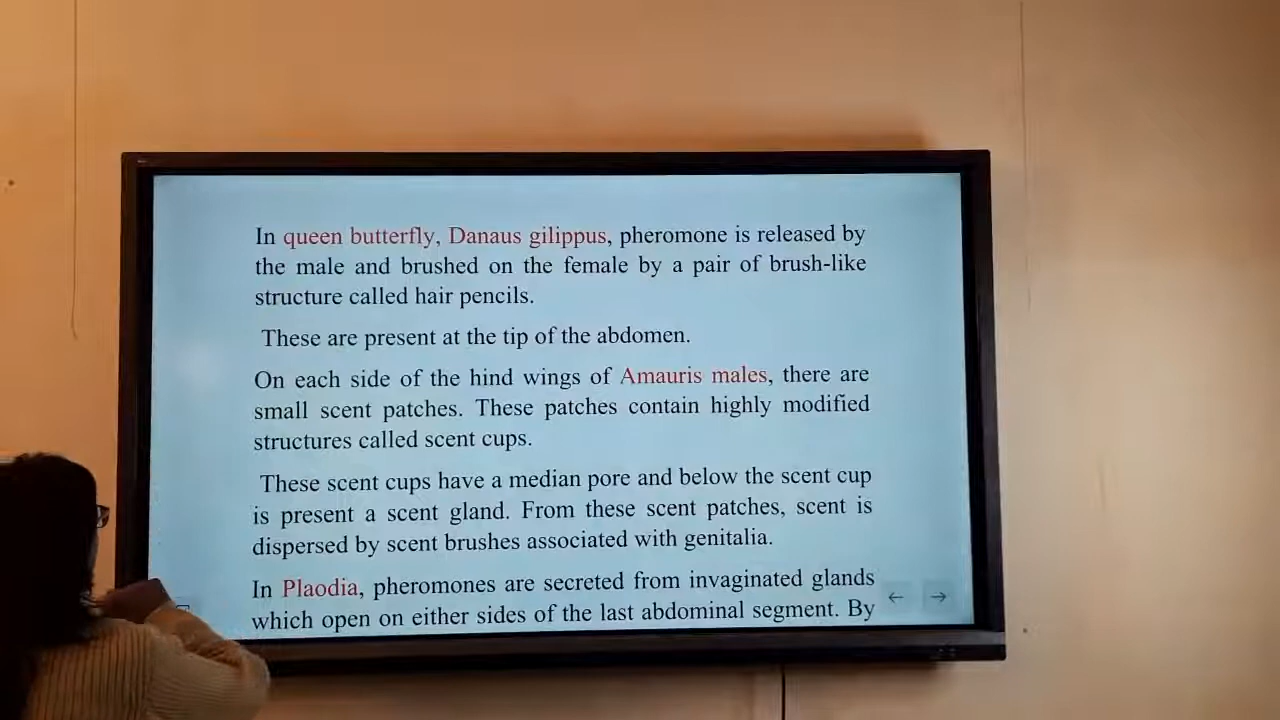 In queen butterfly, Danaus gilippus, pheromone is released by
the male and brushed on the female by a pair of brush-like
structure called hair pencils.
These are present at the tip of the abdomen.
On each side of the hind wings of Amauris males, there are
small scent patches. These patches contain highly modified
structures called scent cups.
These scent cups have a median pore and below the scent cup
is present a scent gland. From these scent patches, scent is
dispersed by scent brushes associated with genitalia.
In Plaodia, pheromones are secreted from invaginated glands
which open on either sides of the last abdominal segment. By